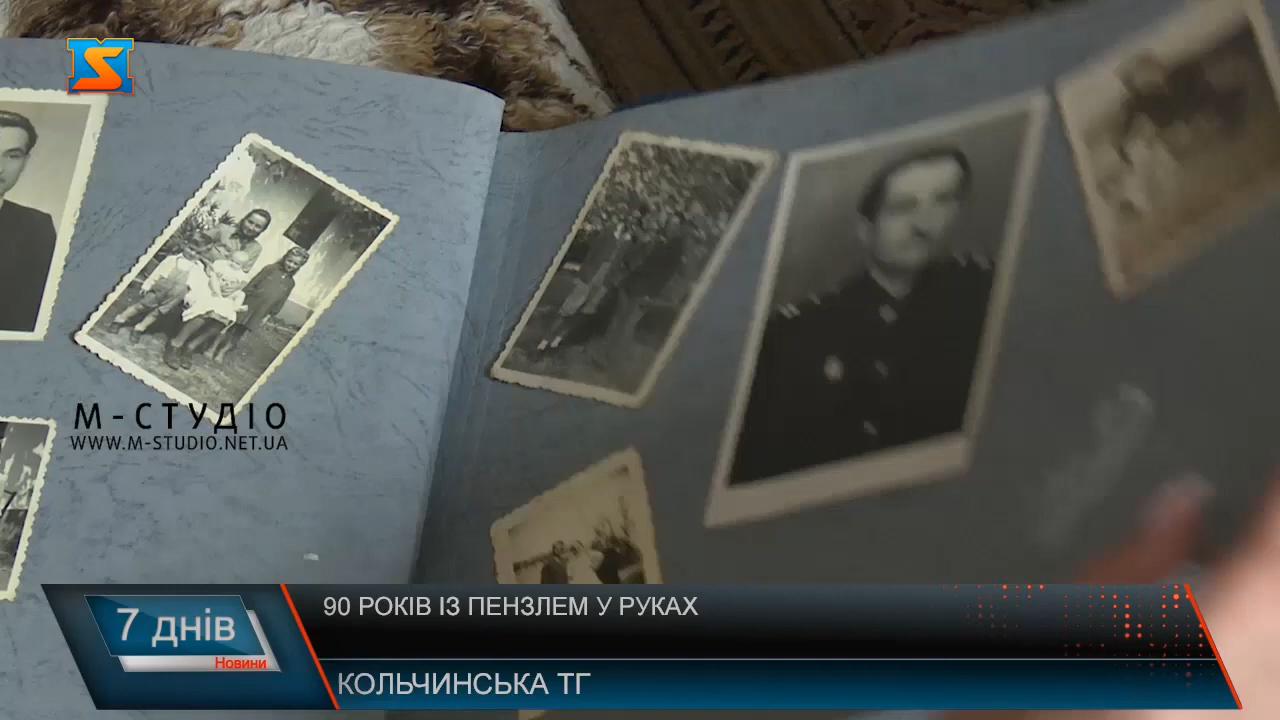 М-СТУДІО
WWW.M-STUDIO.NET.UA
90 РОКІВ ІЗ ПЕНЗЛЕМ У РУКАХ
7 днів
Новини
КОЛЬЧИНСЬКА ТГ